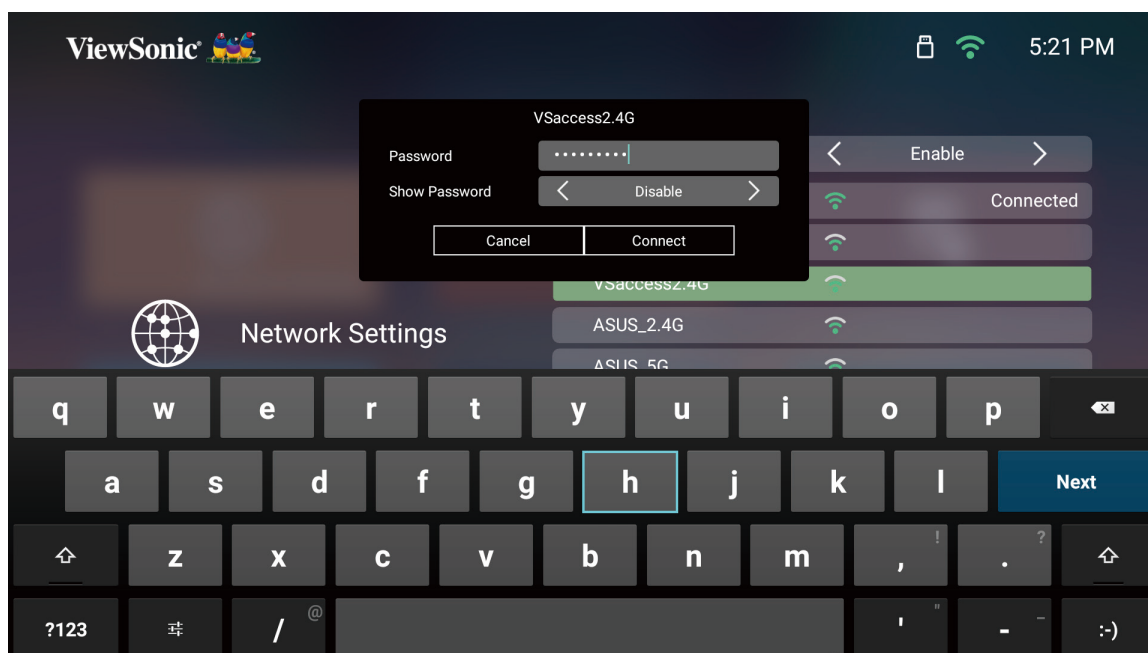 ViewSonic
5:21 PM
VSaccess2.4G
Password ·········
Show Password Disable
Cancel Connect
Enable
Connected
VSaccess2.4G
ASUS_2.4G
ASUS_5G
Network Settings
q w e r t y u i o p
a s d f g h j k l Next
z x c v b n m , ! . ?
?123 / @ ' " - _ :-)